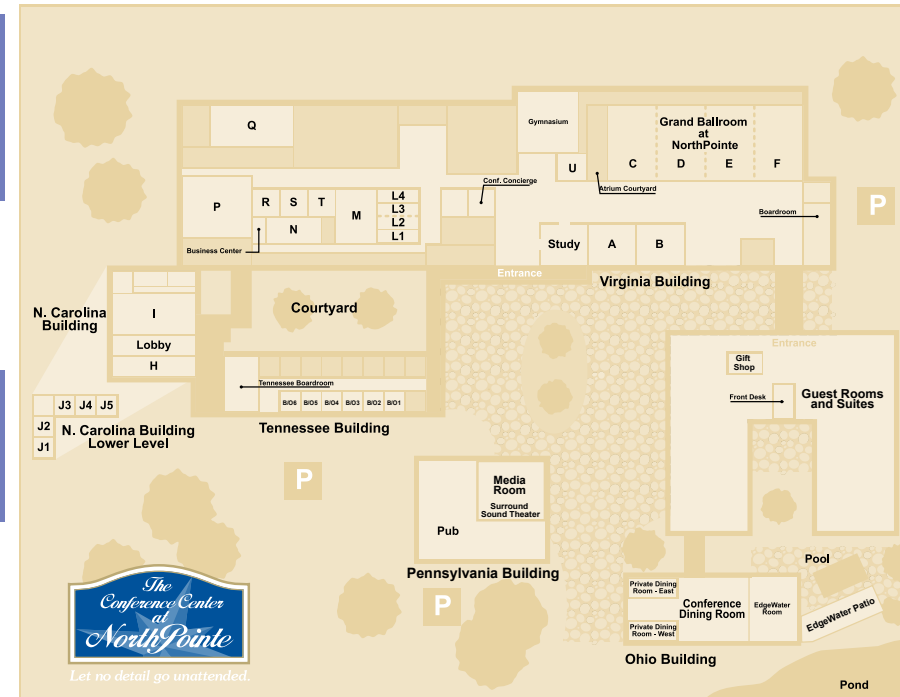 Q
Gymnasium
Grand Ballroom
at
NorthPointe
C D E F
U
Conf. Concierge
Atrium Courtyard
P
P
R S T
M
L4
L3
L2
L1
N
Business Center
Boardroom
Study
A
B
Entrance
Virginia Building
N. Carolina
Building
I
Lobby
H
Courtyard
Tennessee Boardroom
B/O6 B/O5 B/O4 B/O3 B/O2 B/O1
Tennessee Building
J3 J4 J5
J2
J1
N. Carolina Building
Lower Level
Entrance
Gift
Shop
Front Desk
Guest Rooms
and Suites
P
Media
Room
Surround
Sound Theater
Pub
Pennsylvania Building
P
Pool
Private Dining
Room - East
Conference
Dining Room
EdgeWater
Room
Private Dining
Room - West
EdgeWater Patio
Ohio Building
Pond
The
Conference Center
at
NorthPointe
Let no detail go unattended.